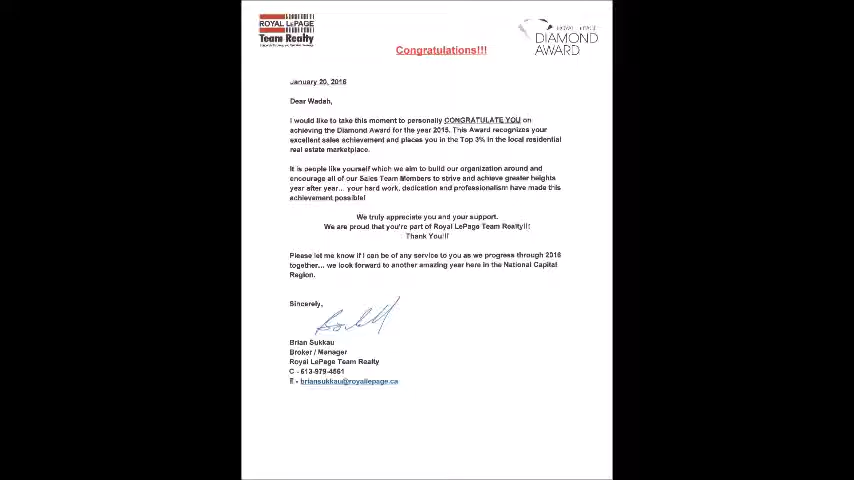 ROYAL LEPAGE
Team Realty
ROYAL LEPAGE
DIAMOND
AWARD
Congratulations!!!
January 20, 2016
Dear Wadah,
I would like to take this moment to personally CONGRATULATE YOU on
achieving the Diamond Award for the year 2015. This Award recognizes your
excellent sales achievement and places you in the Top 3% in the local residential
real estate marketplace.
It is people like yourself which we aim to build our organization around and
encourage all of our Sales Team Members to strive and achieve greater heights
year after year... your hard work, dedication and professionalism have made this
achievement possible!
We truly appreciate you and your support.
We are proud that you're part of Royal LePage Team Realty!!
Thank You!!!
Please let me know if I can be of any service to you as we progress through 2016
together... we look forward to another amazing year here in the National Capital
Region.
Sincerely,
Brian Sukkau
Broker / Manager
Royal LePage Team Realty
C - 613-979-4861
E - briansukkau@royallepage.ca